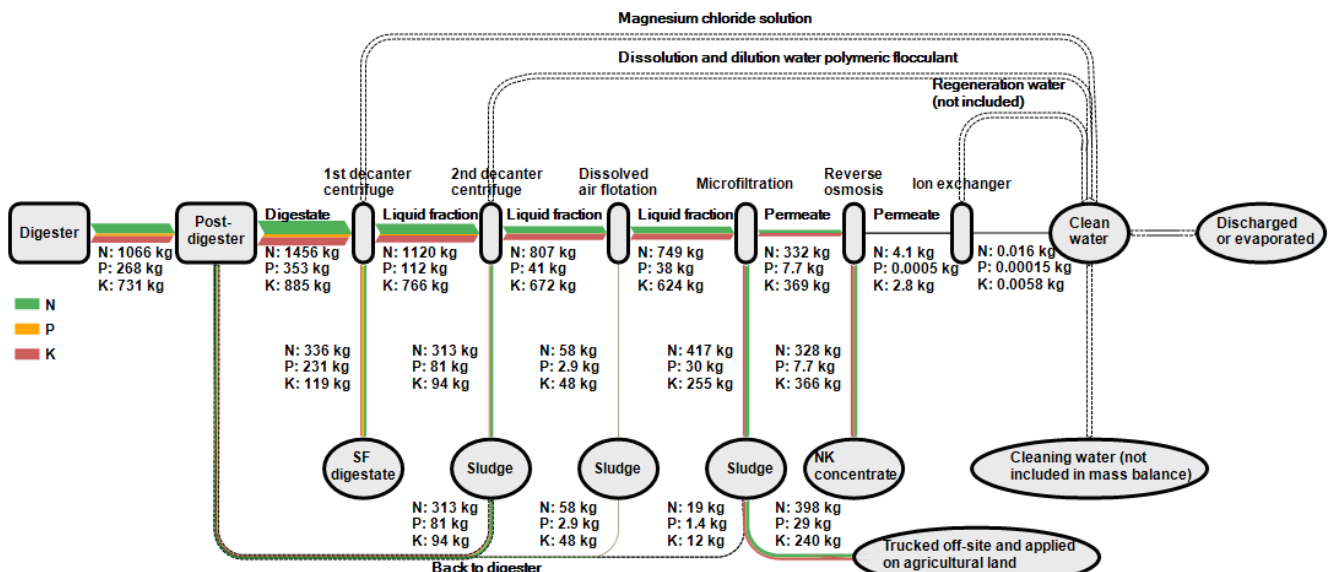 Magnesium chloride solution
Dissolution and dilution water polymeric flocculant
Regeneration water
(not included)
1st decanter
centrifuge
2nd decanter
centrifuge
Dissolved
air flotation
Microfiltration
Reverse
osmosis
Ion exchanger
Digester
Post-
digester
Digestate
Liquid fraction
Liquid fraction
Liquid fraction
Permeate
Permeate
Clean
water
Discharged
or evaporated
N: 1066 kg
P: 268 kg
K: 731 kg
N: 1456 kg
P: 353 kg
K: 885 kg
N: 1120 kg
P: 112 kg
K: 766 kg
N: 807 kg
P: 41 kg
K: 672 kg
N: 749 kg
P: 38 kg
K: 624 kg
N: 332 kg
P: 7.7 kg
K: 369 kg
N: 4.1 kg
P: 0.0005 kg
K: 2.8 kg
N: 0.016 kg
P: 0.00015 kg
K: 0.0058 kg
N
P
K
N: 336 kg
P: 231 kg
K: 119 kg
N: 313 kg
P: 81 kg
K: 94 kg
N: 58 kg
P: 2.9 kg
K: 48 kg
N: 417 kg
P: 30 kg
K: 255 kg
N: 328 kg
P: 7.7 kg
K: 366 kg
SF
digestate
Sludge
Sludge
Sludge
NK
concentrate
Cleaning water (not
included in mass balance)
N: 313 kg
P: 81 kg
K: 94 kg
N: 58 kg
P: 2.9 kg
K: 48 kg
N: 19 kg
P: 1.4 kg
K: 12 kg
N: 398 kg
P: 29 kg
K: 240 kg
Trucked off-site and applied
on agricultural land
Back to digester